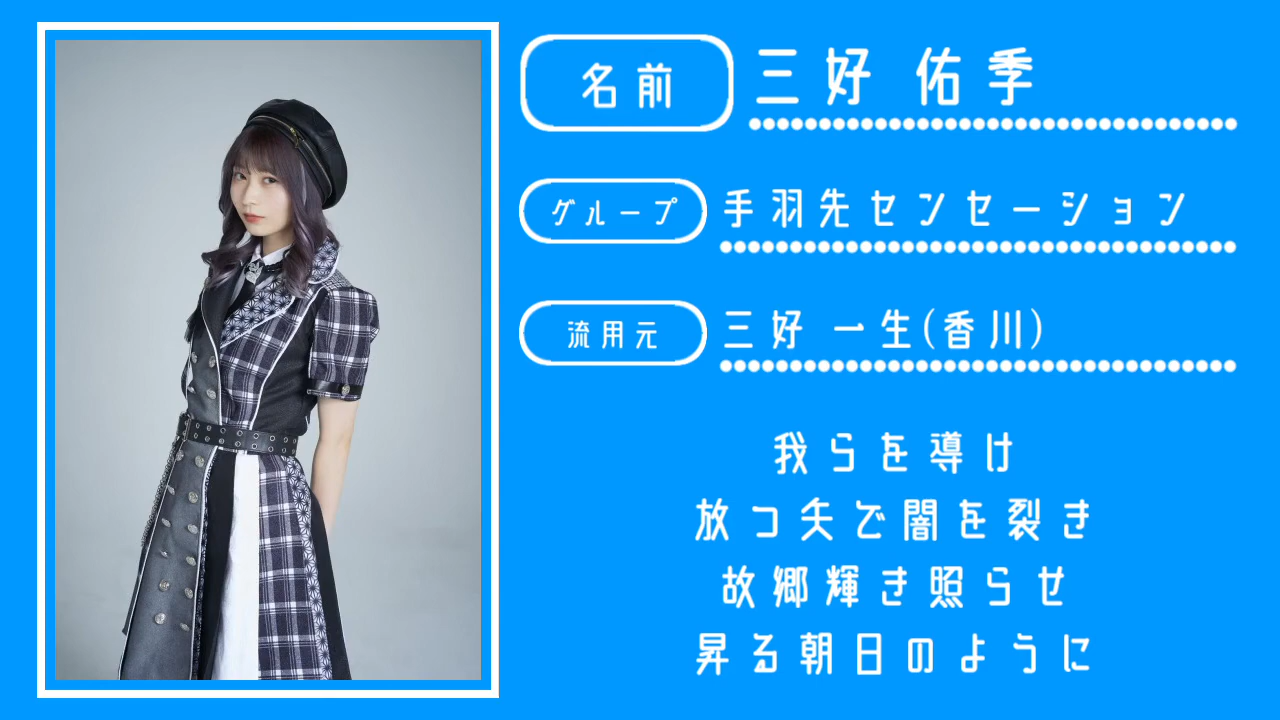 名前 三好 佑季
グループ 手羽先センセーション
流用元 三好 一生(香川)
我らを導け
放つ矢で闇を裂き
故郷輝き照らせ
昇る朝日のように